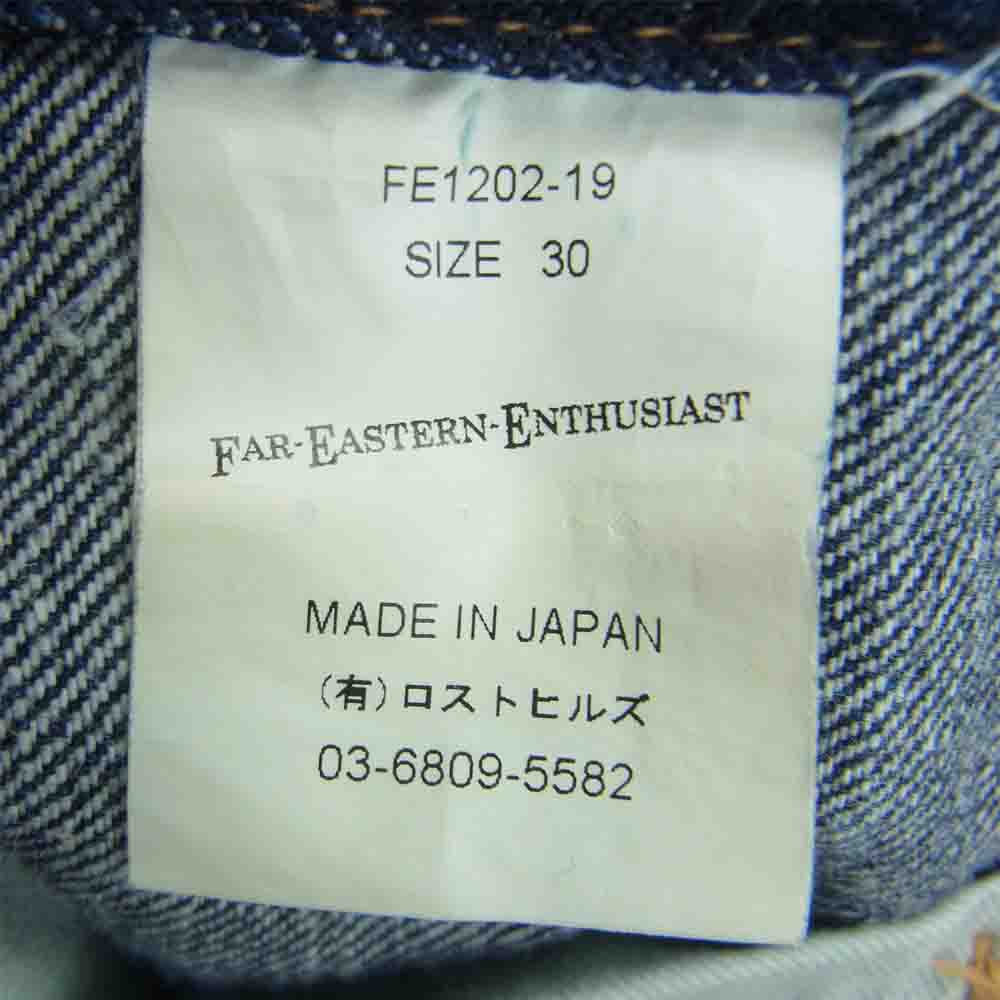 FE1202-19
SIZE 30
FAR-EASTERN-ENTHUSIAST
MADE IN JAPAN
(有)ロストヒルズ
03-6809-5582